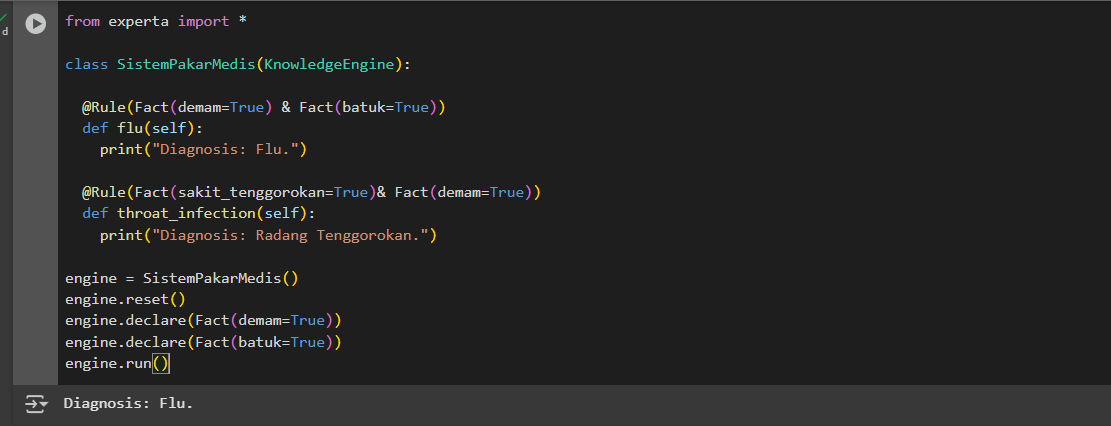 d
from experta import *
class SistemPakarMedis(KnowledgeEngine):
@Rule(Fact(demam=True) & Fact(batuk=True))
def flu(self):
print("Diagnosis: Flu.")
@Rule(Fact(sakit_tenggorokan=True)& Fact(demam=True))
def throat_infection(self):
print("Diagnosis: Radang Tenggorokan.")
engine = SistemPakarMedis()
engine.reset()
engine.declare(Fact(demam=True))
engine.declare(Fact(batuk=True))
engine.run()
Diagnosis: Flu.